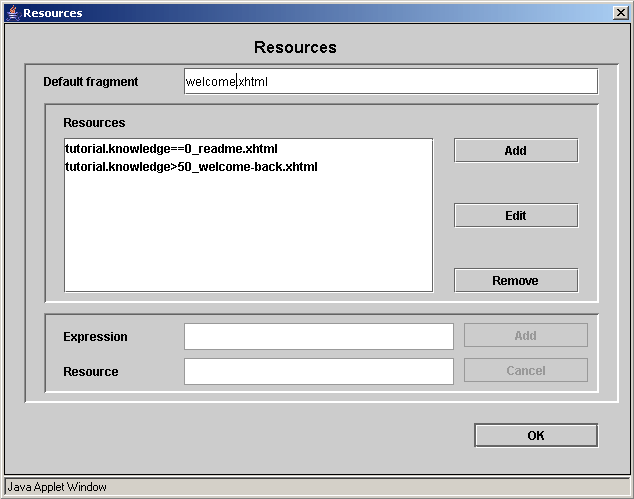 Resources
Resources
Default fragment welcome.xhtml
Resources
tutorial.knowledge==0_readme.xhtml
tutorial.knowledge>50_welcome-back.xhtml
Add
Edit
Remove
Expression Add
Resource Cancel
OK
Java Applet Window